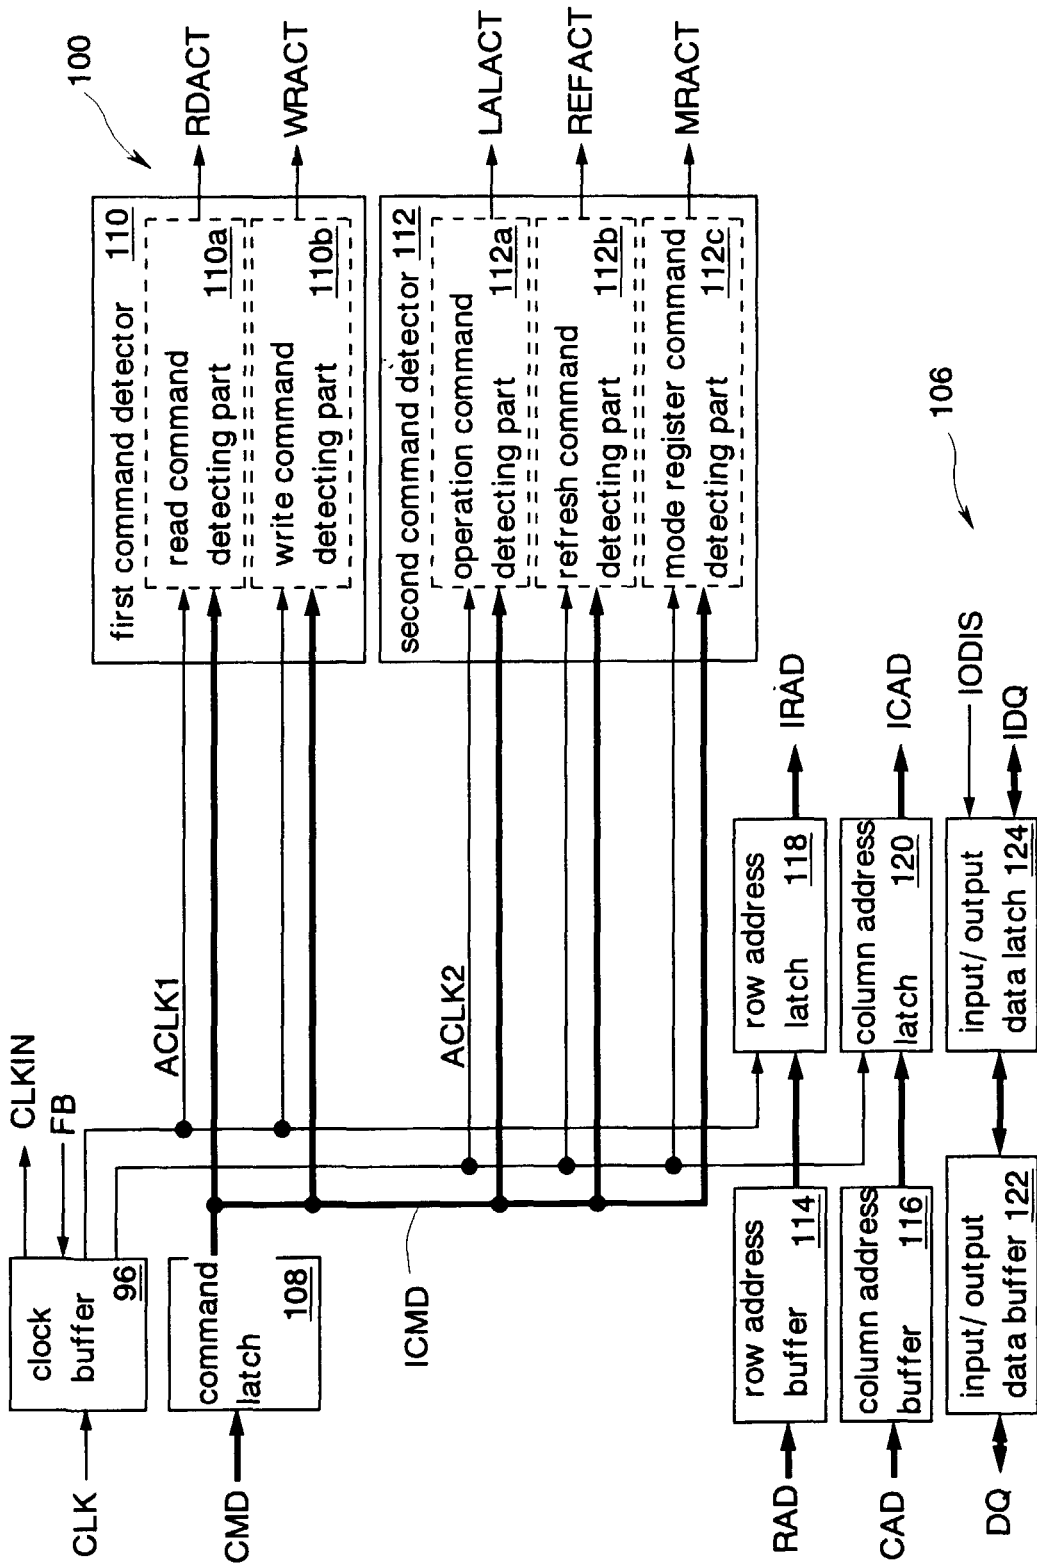 CLK
clock
buffer
96
CLKIN
FB
CMD
command
latch
108
ICMD
ACLK1
ACLK2
100
first command detector
110
read command
detecting part
110a
RDACT
write command
detecting part
110b
WRACT
second command detector
112
operation command
detecting part
112a
LALACT
refresh command
detecting part
112b
REFACT
mode register command
detecting part
112c
MRACT
106
RAD
row address
buffer
114
row address
latch
118
IRAD
CAD
column address
buffer
116
column address
latch
120
ICAD
DQ
input/ output
data buffer 122
input/ output
data latch 124
IODIS
IDQ